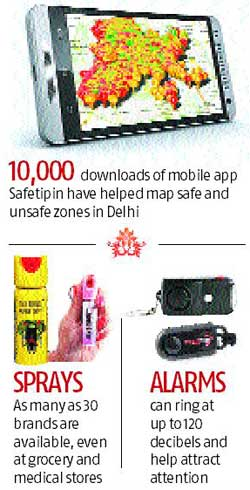 10,000 downloads of mobile app
Safetipin have helped map safe and
unsafe zones in Delhi
SPRAYS
As many as 30
brands are
available, even
at grocery and
medical stores
ALARMS
can ring at
up to 120
decibels and
help attract
attention